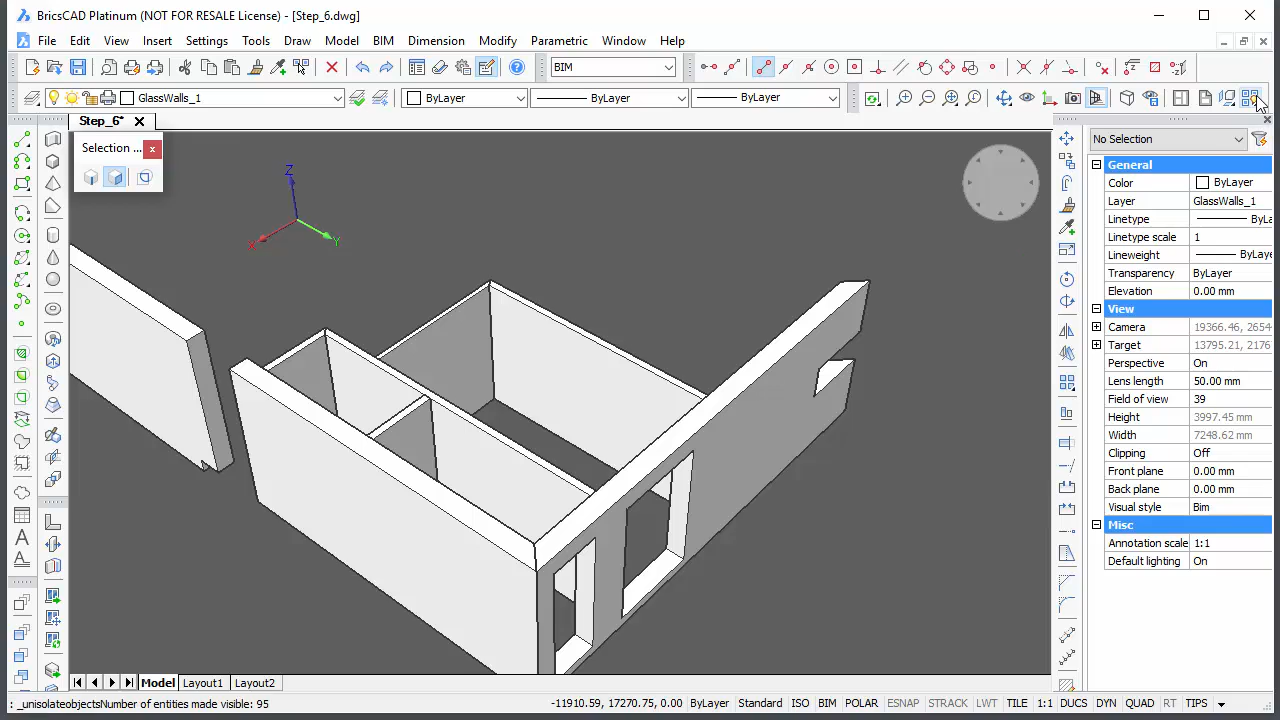 BricsCAD Platinum (NOT FOR RESALE License) - [Step_6.dwg]
File Edit View Insert Settings Tools Draw Model BIM Dimension Modify Parametric Window Help
BIM
GlassWalls_1 ByLayer ByLayer ByLayer
Step_6*
Selection ... x
No Selection
General
Color ByLayer
Layer GlassWalls_1
Linetype ByLa
Linetype scale 1
Lineweight ByLaye
Transparency ByLayer
Elevation 0.00 mm
View
Camera 19366.46, 2654
Target 13795.21, 2176
Perspective On
Lens length 50.00 mm
Field of view 39
Height 3997.45 mm
Width 7248.62 mm
Clipping Off
Front plane 0.00 mm
Back plane 0.00 mm
Visual style Bim
Misc
Annotation scale 1:1
Default lighting On
Z
X
Y
Model Layout1 Layout2
: _unisolateobjectsNumber of entities made visible: 95 -11910.59, 17270.75, 0.00 ByLayer Standard ISO BIM POLAR ESNAP STRACK LWT TILE 1:1 DUCS DYN QUAD RT TIPS